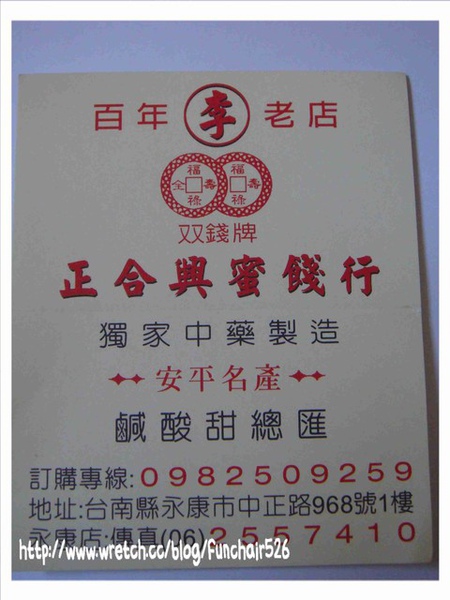 百年 李 老店
福 福
全 壽 壽
祿 祿
双錢牌
正合興蜜餞行
獨家中藥製造
安平名產
鹹酸甜總匯
訂購專線:0982509259
地址:台南縣永康市中正路968號1樓
永康店:傳真(06)2557410
http://www.wretch.cc/blog/Funchair526